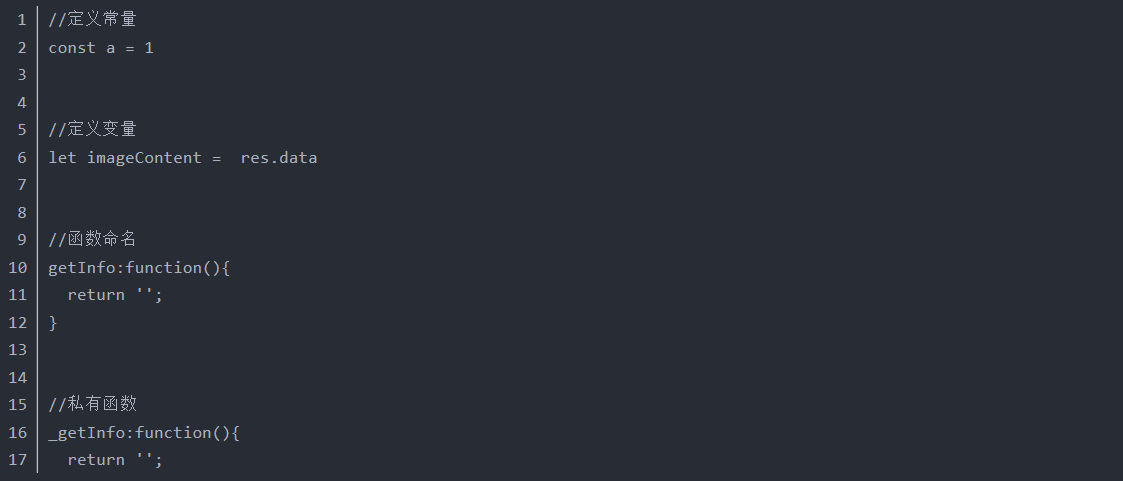 1 //定义常量
2 const a = 1
3
4
5 //定义变量
6 let imageContent =  res.data
7
8
9 //函数命名
10 getInfo:function(){
11   return '';
12 }
13
14
15 //私有函数
16 _getInfo:function(){
17   return '';